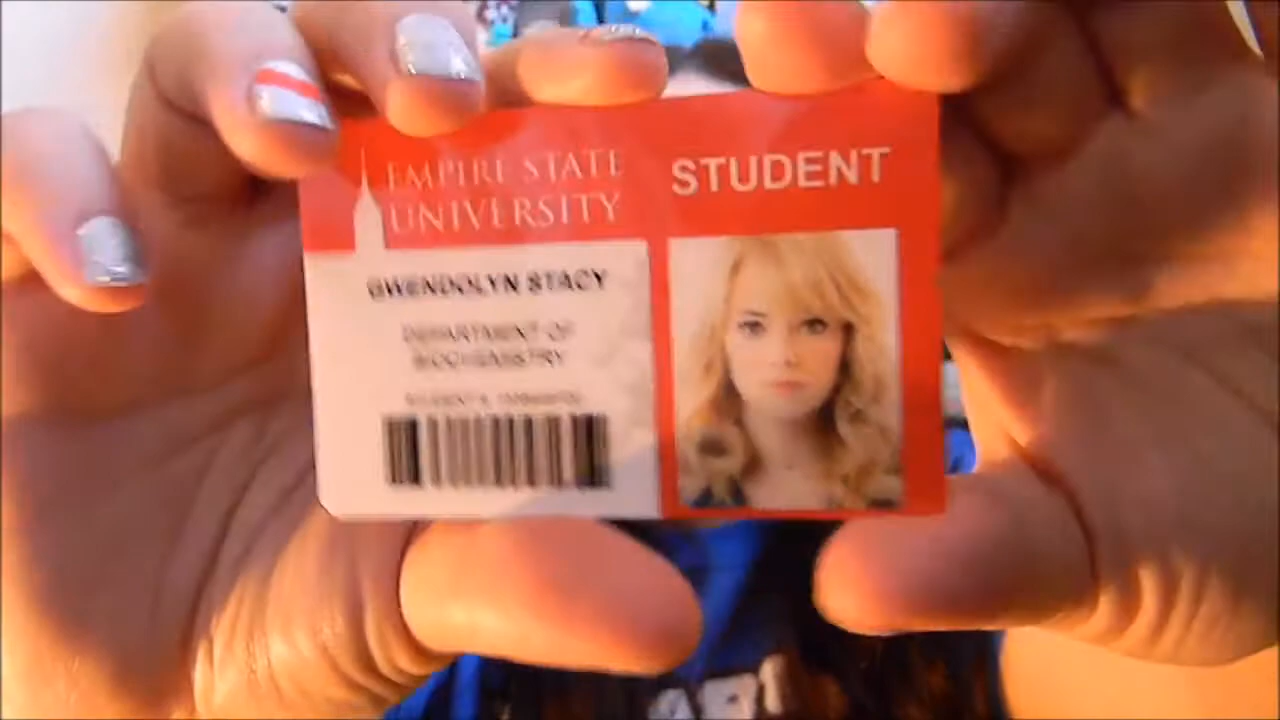 EMPIRE STATE
UNIVERSITY
STUDENT
GWENDOLYN STACY
DEPARTMENT OF
BIOCHEMISTRY